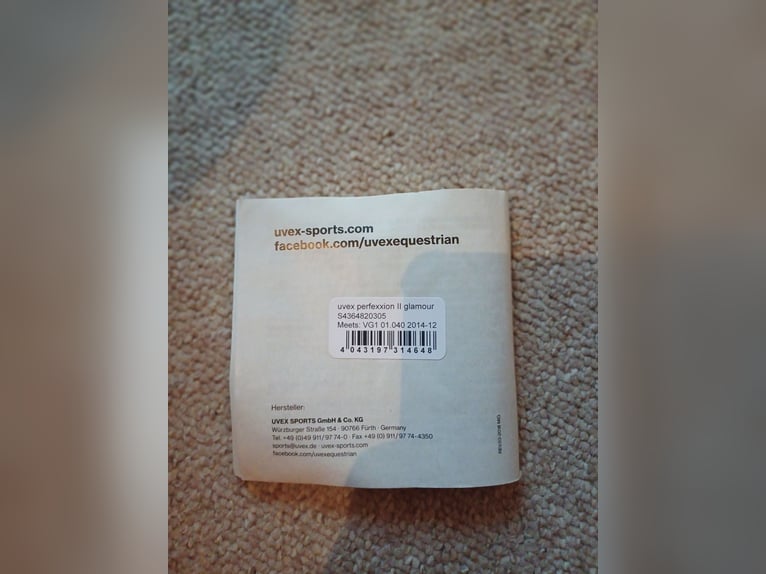 uvex-sports.com
facebook.com/uvexequestrian
uvex perfexxion II glamour
S4364820305
Meets: VG1 01.040 2014-12
4 043197 314648
Hersteller:
UVEX SPORTS GmbH & Co. KG
Würzburger Straße 154 · 90766 Fürth · Germany
Tel. +49 (0)49 911/ 97 74-0 · Fax +49 (0) 911/ 97 74-4350
sports@uvex.de · uvex-sports.com
facebook.com/uvexequestrian